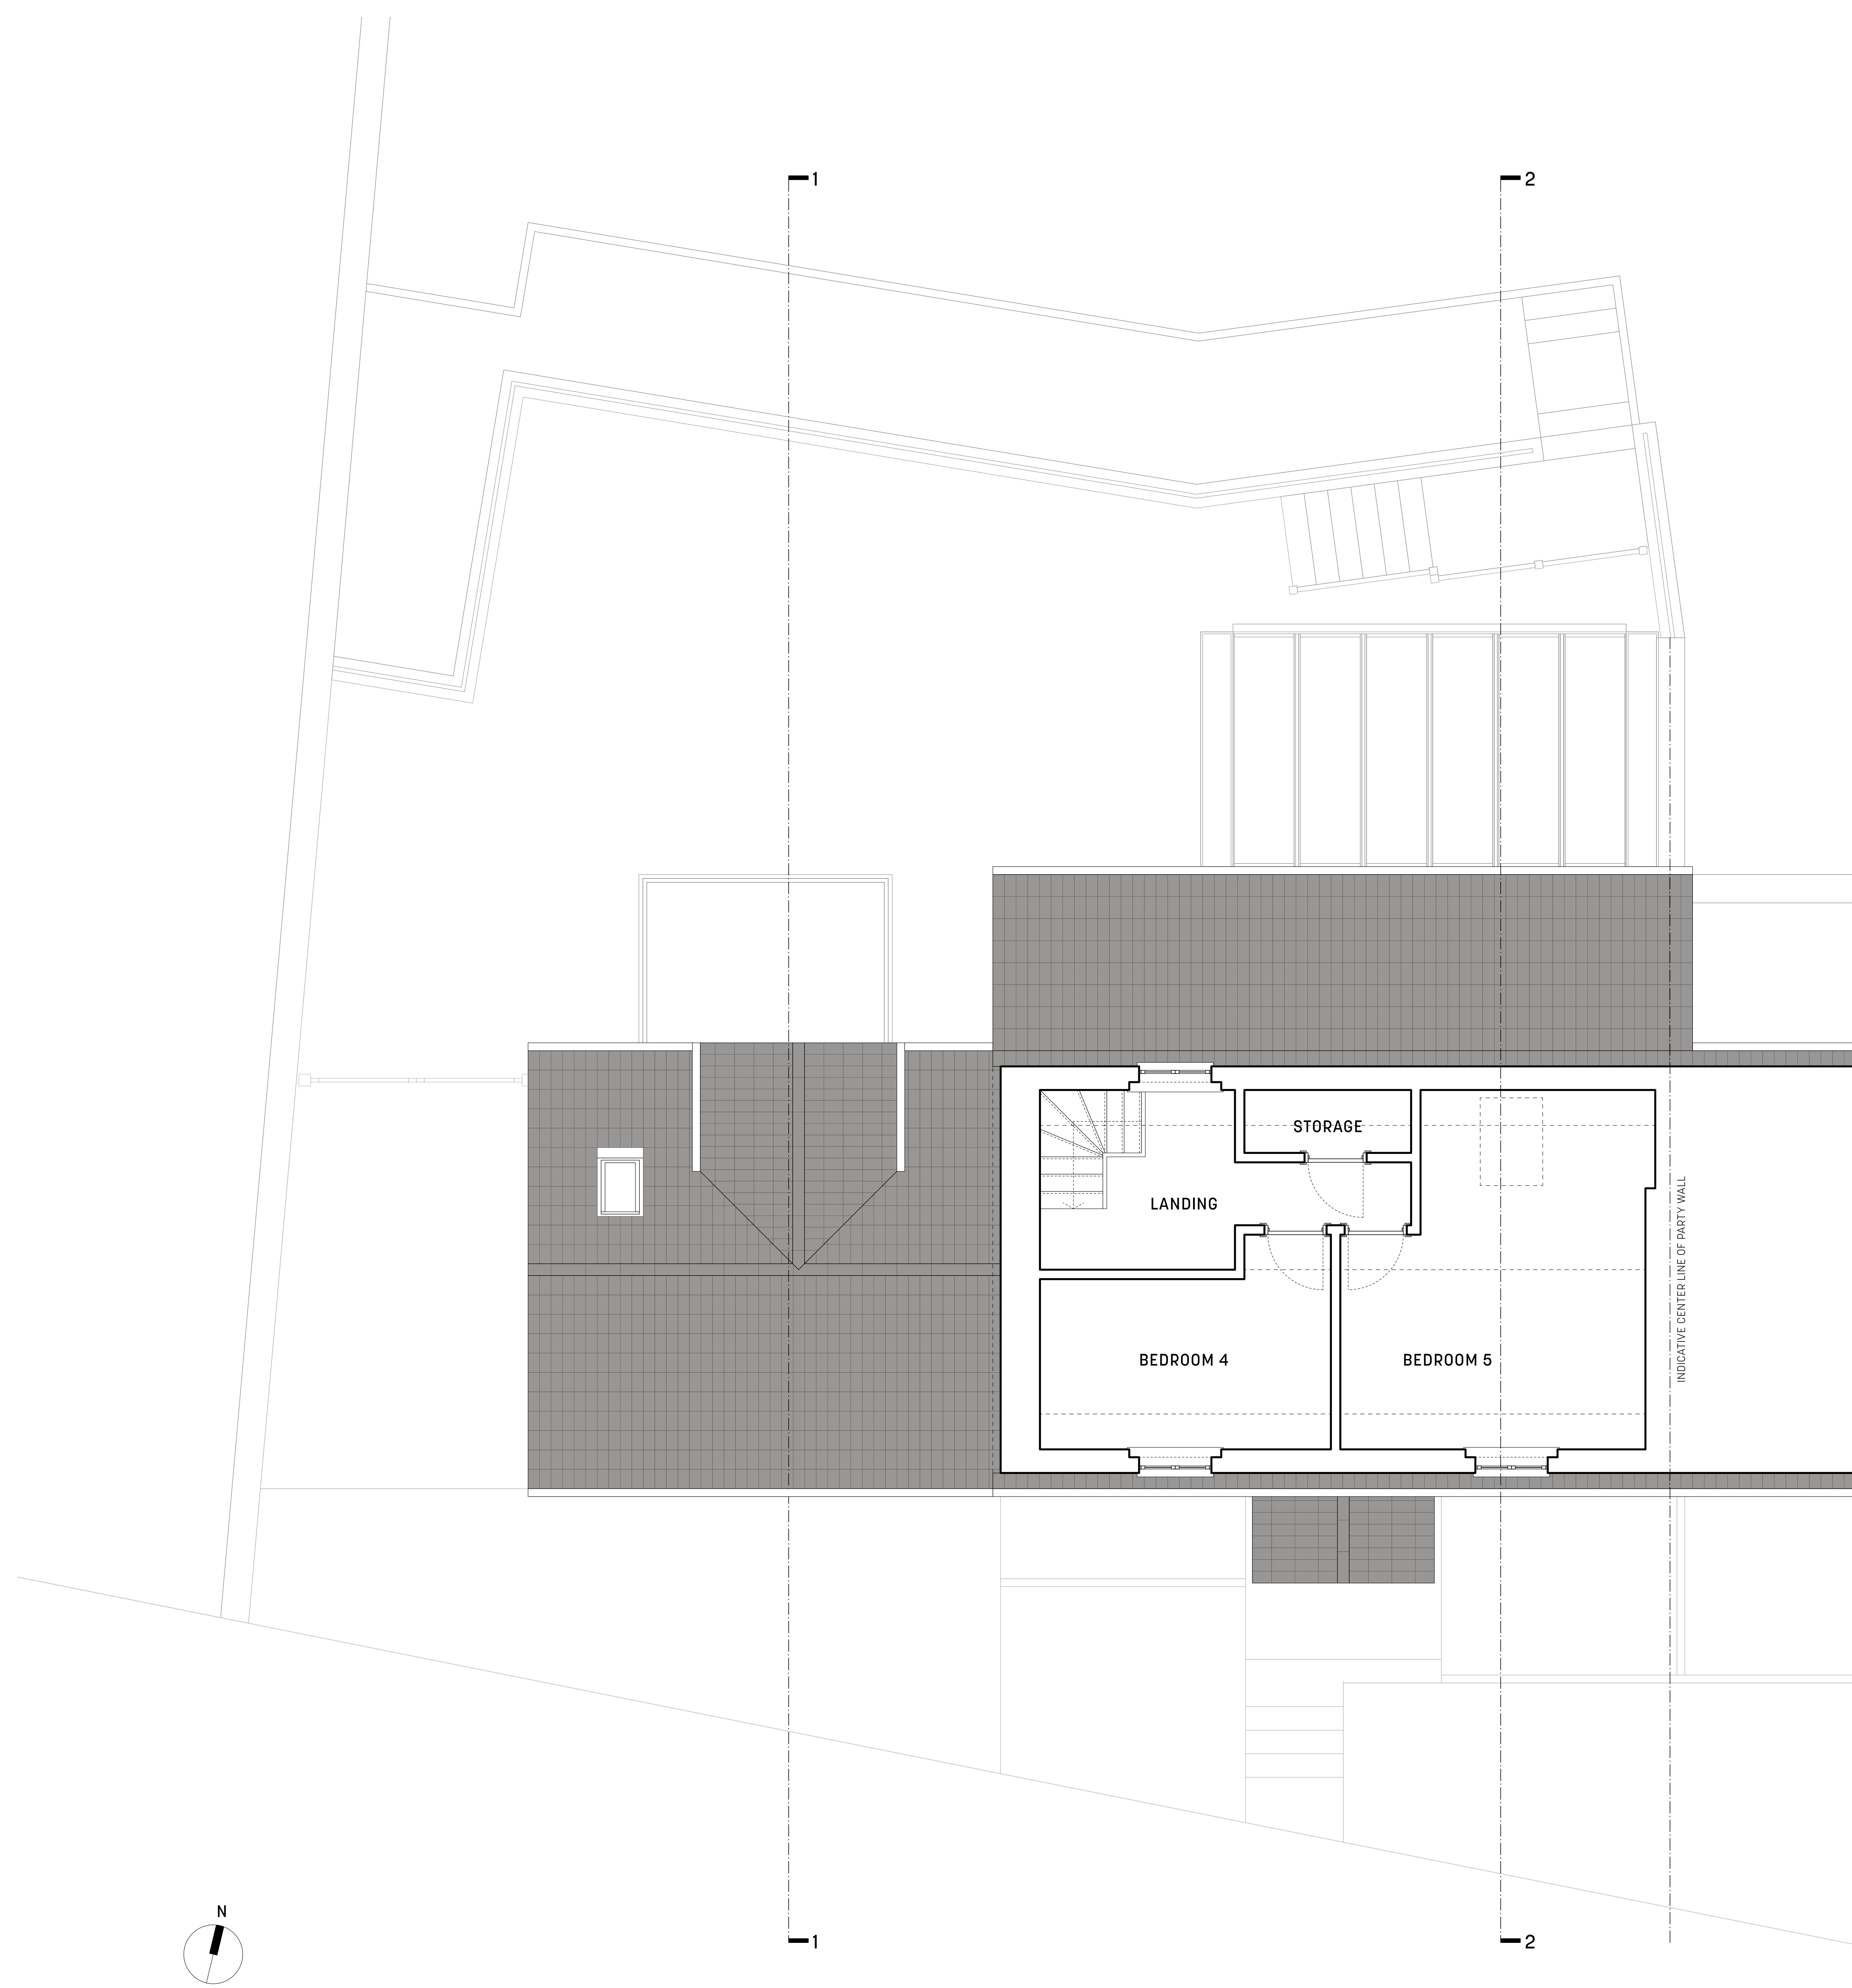 1
2
STORAGE
LANDING
INDICATIVE CENTER LINE OF PARTY WALL
BEDROOM 4
BEDROOM 5
N
1
2